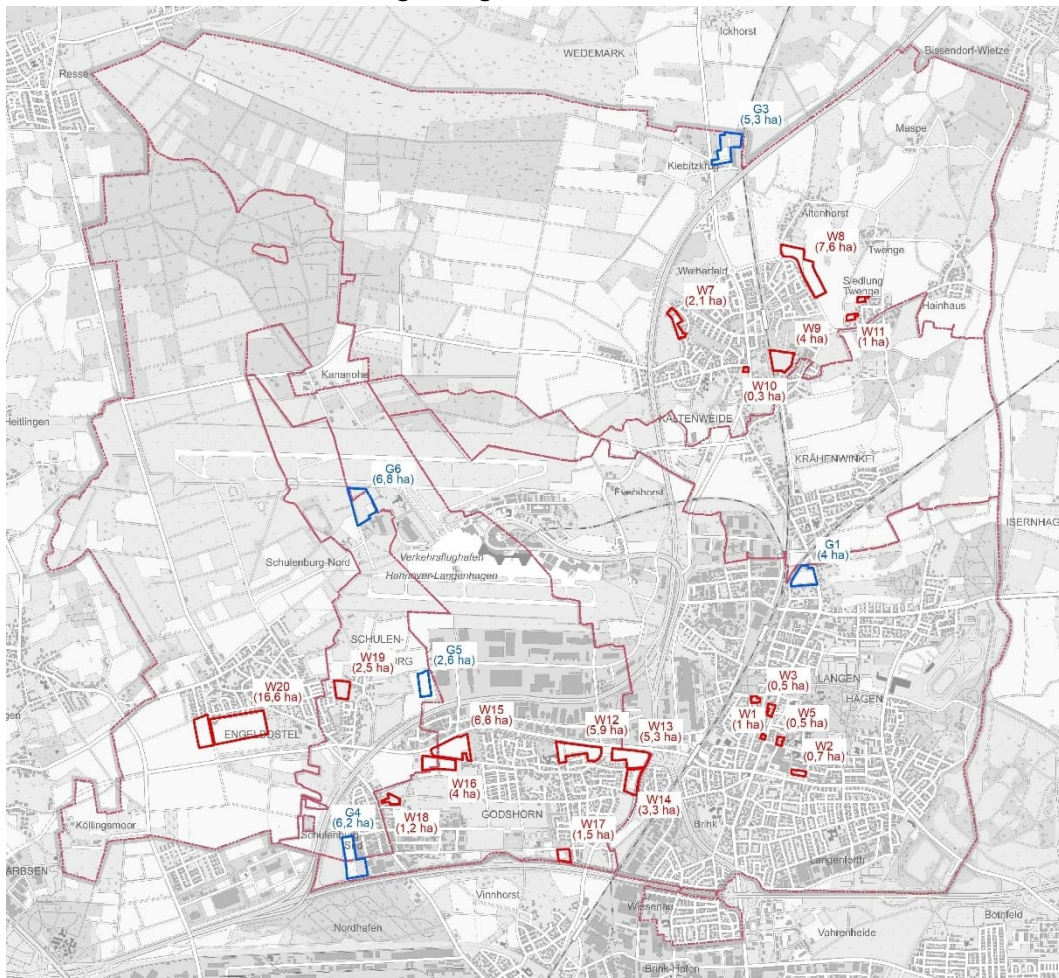 Ickhorst
WEDEMARK
Bissendorf-Wietze
Resse
G3
(5,3 ha)
Maspe
Kiebitzkrug
Altenhorst
W8
(7,6 ha)
Twenge
Weiherfeld
Siedlung
Twenge
W7
(2,1 ha)
Hainhaus
W9
(4 ha)
W11
(1 ha)
Kananohe
W10
(0,3 ha)
KALTENWEIDE
Heitlingen
KRÄHENWINKEL
G6
(6,8 ha)
Evershorst
ISERNHAG
G1
(4 ha)
Verkehrsflughafen
Hannover-Langenhagen
Schulenburg-Nord
SCHULEN-
G5
(2,6 ha)
W19
(2,5 ha)
W3
(0,5 ha)
LANGEN
HAGEN
W20
(16,6 ha)
W15
(6,6 ha)
W12
(5,9 ha)
W13
(5,3 ha)
W1
(1 ha)
W5
(0,5 ha)
ENGELBOSTEL
W2
(0,7 ha)
W16
(4 ha)
W14
(3,3 ha)
W18
(1,2 ha)
GODSHORN
G4
(6,2 ha)
W17
(1,5 ha)
Köllingsmoor
Brink
Schulenburg
Langenforth
ARBSEN
Vinnhorst
Wiesenau
Nordhafen
Vahrenheide
Bothfeld
Brink-Hafen